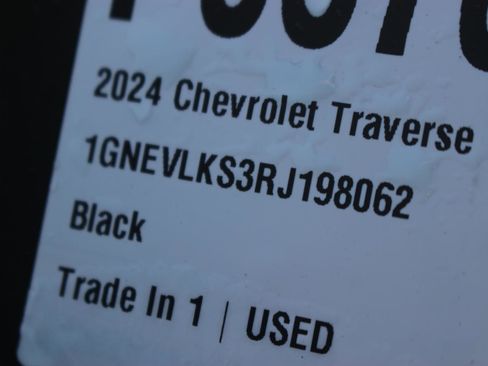 2024 Chevrolet Traverse
1GNEVLKS3RJ198062
Black
Trade In 1 | USED